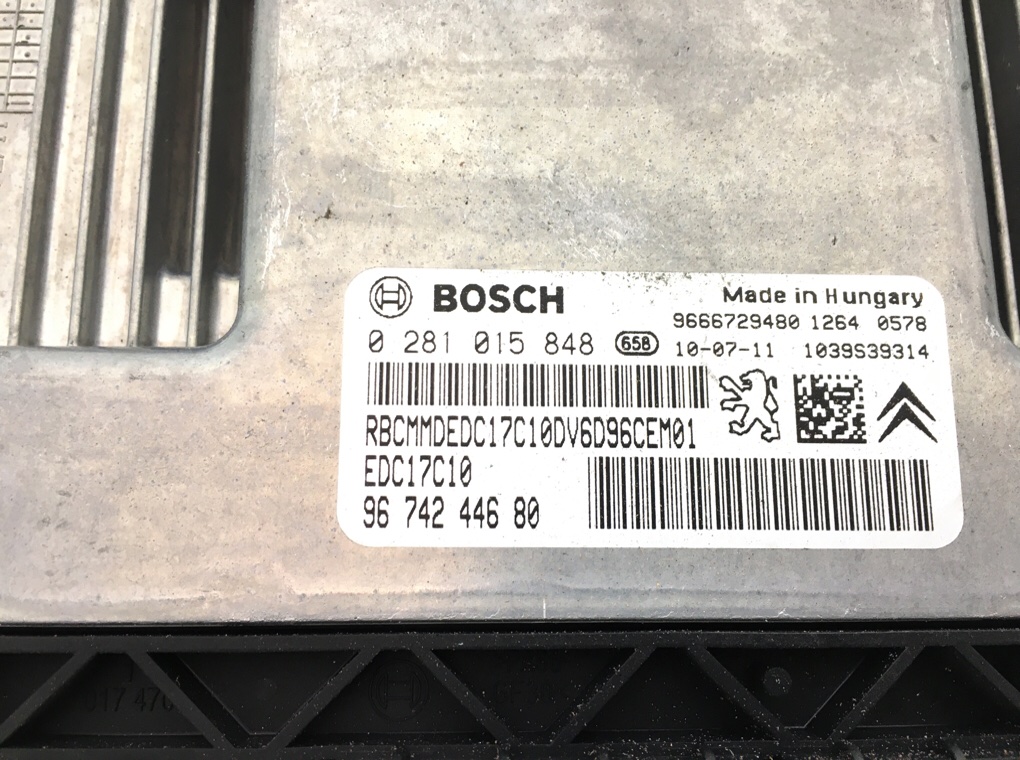 BOSCH
Made in Hungary
9666729480 1264 0578
0 281 015 848 658 10-07-11 1039S39314
RBCMMDEDC17C10DV6D96CEM01
EDC17C10
96 742 446 80